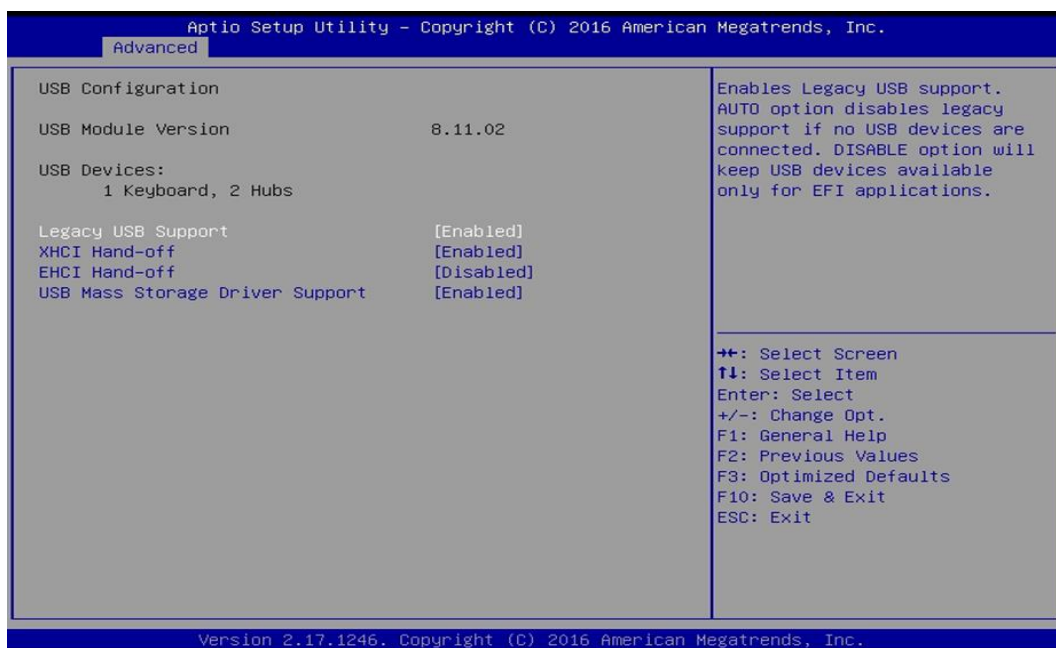 Aptio Setup Utility – Copyright (C) 2016 American Megatrends, Inc.
Advanced
USB Configuration
USB Module Version 8.11.02
USB Devices:
1 Keyboard, 2 Hubs
Legacy USB Support [Enabled]
XHCI Hand-off [Enabled]
EHCI Hand-off [Disabled]
USB Mass Storage Driver Support [Enabled]
Enables Legacy USB support.
AUTO option disables legacy
support if no USB devices are
connected. DISABLE option will
keep USB devices available
only for EFI applications.
→←: Select Screen
↑↓: Select Item
Enter: Select
+/-: Change Opt.
F1: General Help
F2: Previous Values
F3: Optimized Defaults
F10: Save & Exit
ESC: Exit
Version 2.17.1246. Copyright (C) 2016 American Megatrends, Inc.